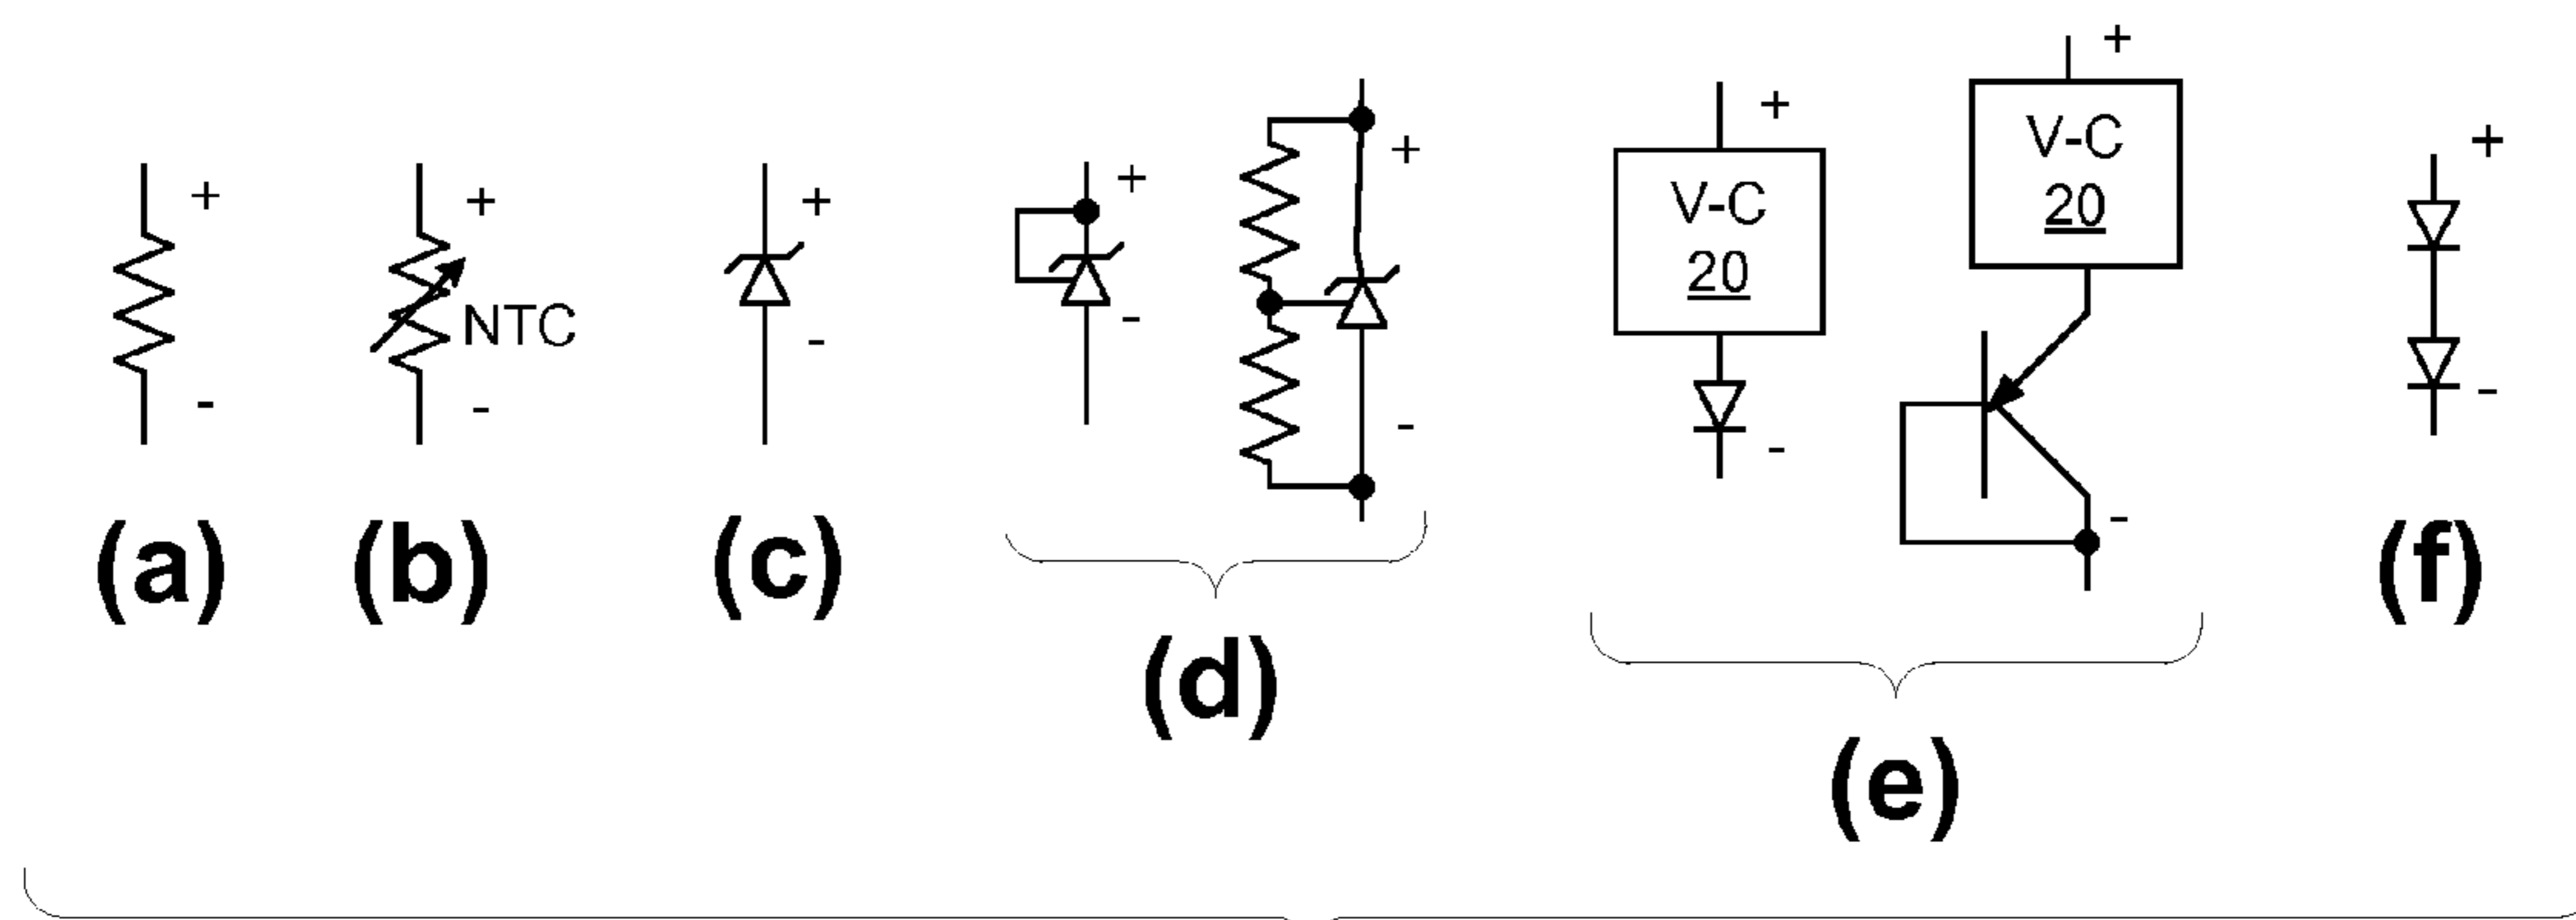 + -
(a)
+ NTC -
(b)
+ -
(c)
+ -
+ -
(d)
+
V-C
20
-
+
V-C
20
-
(e)
+ -
(f)